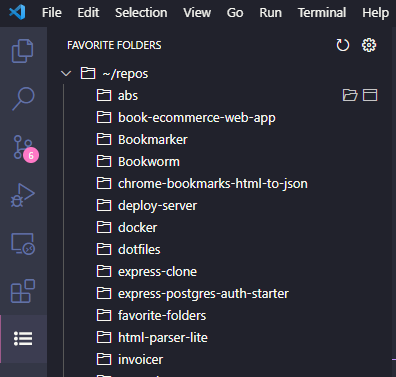 File Edit Selection View Go Run Terminal Help
FAVORITE FOLDERS
~/repos
abs
book-ecommerce-web-app
Bookmarker
5
Bookworm
chrome-bookmarks-html-to-json
deploy-server
docker
dotfiles
express-clone
express-postgres-auth-starter
favorite-folders
html-parser-lite
invoicer